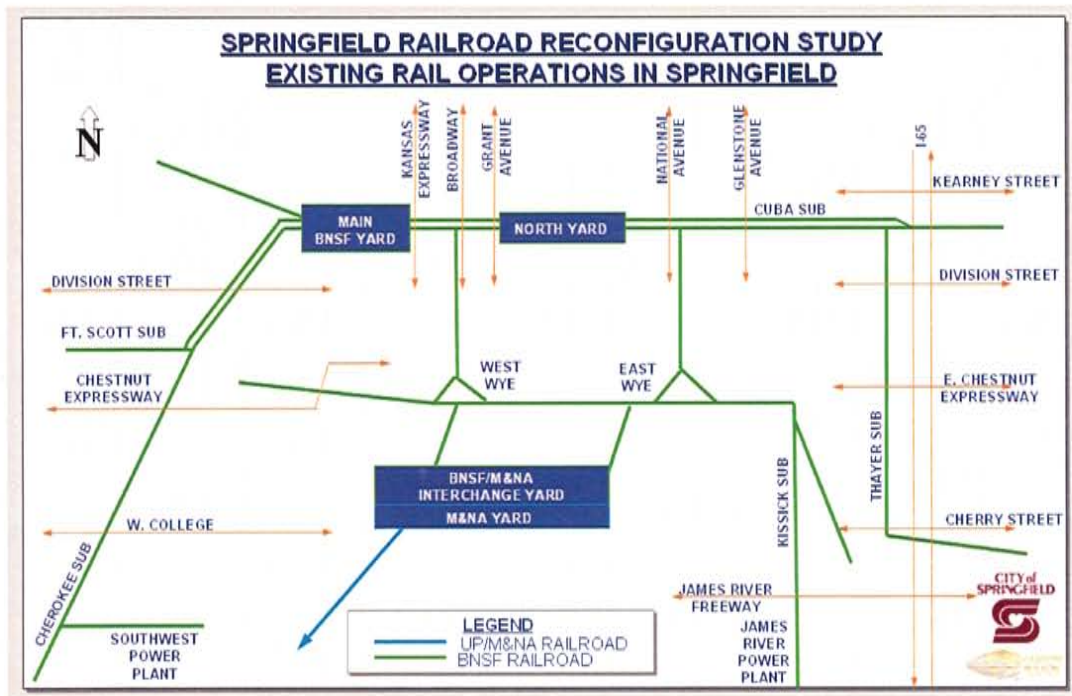 SPRINGFIELD RAILROAD RECONFIGURATION STUDY
EXISTING RAIL OPERATIONS IN SPRINGFIELD
N
KANSAS
EXPRESSWAY
BROADWAY
GRANT
AVENUE
NATIONAL
AVENUE
GLENSTONE
AVENUE
I-65
KEARNEY STREET
CUBA SUB
MAIN
BNSF YARD
NORTH YARD
DIVISION STREET
DIVISION STREET
FT. SCOTT SUB
CHESTNUT
EXPRESSWAY
WEST
WYE
EAST
WYE
E. CHESTNUT
EXPRESSWAY
THAYER SUB
BNSF/M&NA
INTERCHANGE YARD
M&NA YARD
KISSICK SUB
W. COLLEGE
CHERRY STREET
CHEROKEE SUB
JAMES RIVER
FREEWAY
CITY of
SPRINGFIELD
SOUTHWEST
POWER
PLANT
LEGEND
UP/M&NA RAILROAD
BNSF RAILROAD
JAMES
RIVER
POWER
PLANT